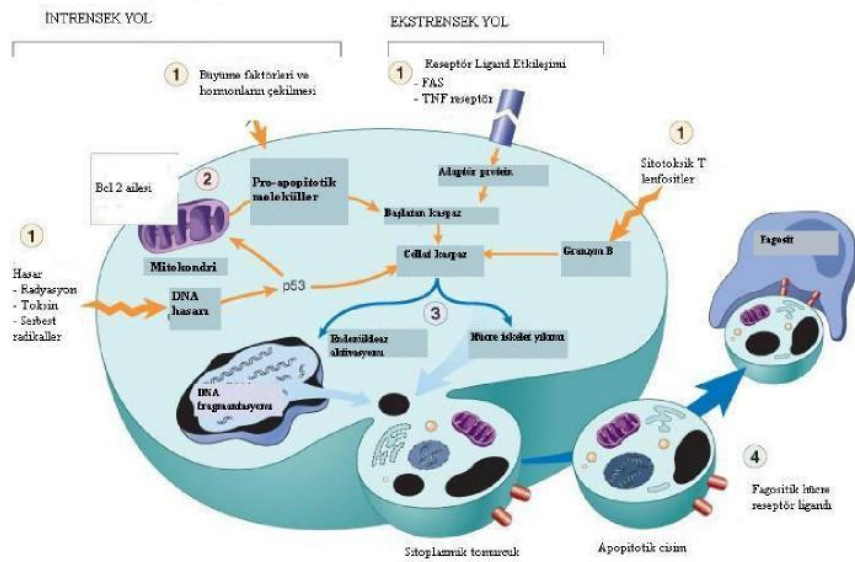 İNTRENSEK YOL
EKSTRENSEK YOL
1
Büyüme faktörleri ve
hormonların çekilmesi
1
Reseptör Ligand Etkileşimi
- FAS
- TNF reseptör
1
Sitotoksik T
lenfositler
Bcl 2 ailesi
2
Pro-apopitotik
moleküller
Adaptör protein
Başlatan kaspaz
1
Hasar
- Radyasyon
- Toksin
- Serbest
radikaller
Mitokondri
Cellat kaspaz
Granzym B
Fagosit
DNA
hasarı
p53
3
Endonükleaz
aktivasyonu
Hücre iskelet yıkımı
DNA
fragmantasyonu
4
Fagositik hücre
reseptör ligandı
Sitoplazmik tomurcuk
Apopitotik cisim